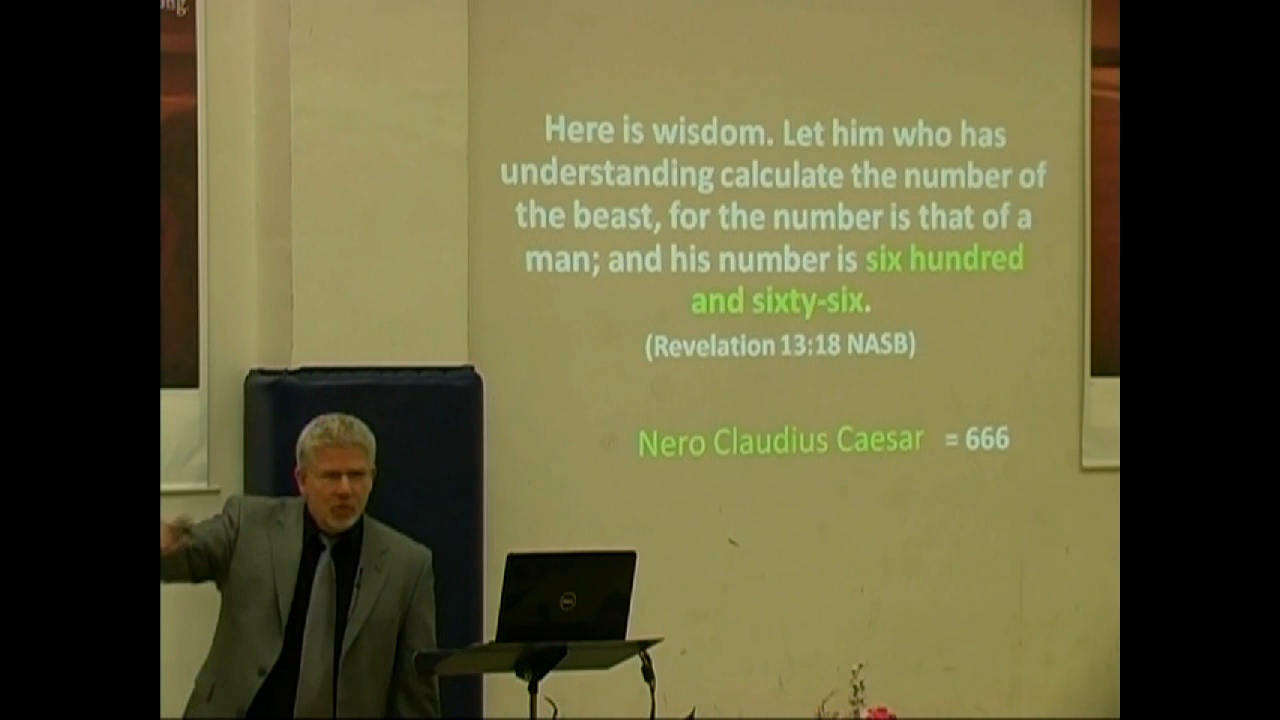 Here is wisdom. Let him who has
understanding calculate the number of
the beast, for the number is that of a
man; and his number is six hundred
and sixty-six.
(Revelation 13:18 NASB)
Nero Claudius Caesar = 666
DELL